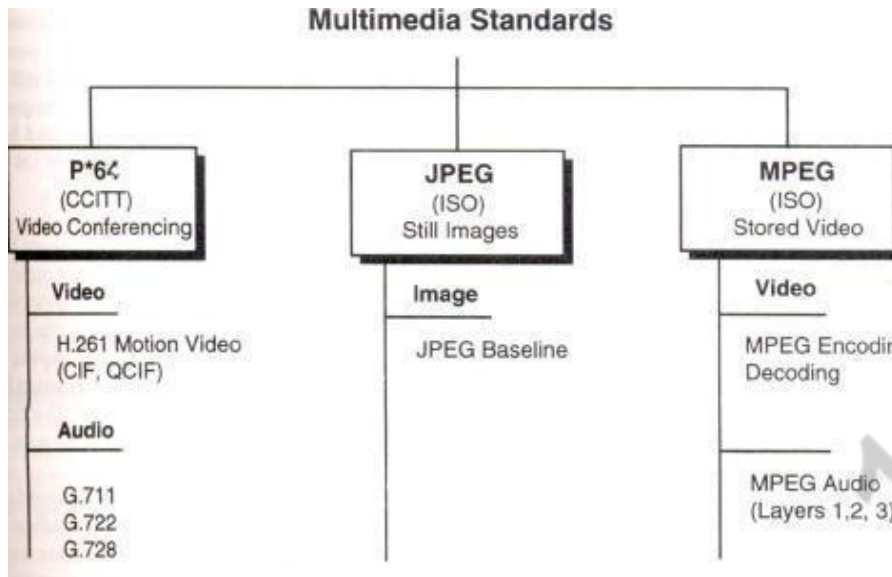 Multimedia Standards
P*64
(CCITT)
Video Conferencing
Video
H.261 Motion Video
(CIF, QCIF)
Audio
G.711
G.722
G.728
JPEG
(ISO)
Still Images
Image
JPEG Baseline
MPEG
(ISO)
Stored Video
Video
MPEG Encodin
Decoding
MPEG Audio
(Layers 1,2, 3)